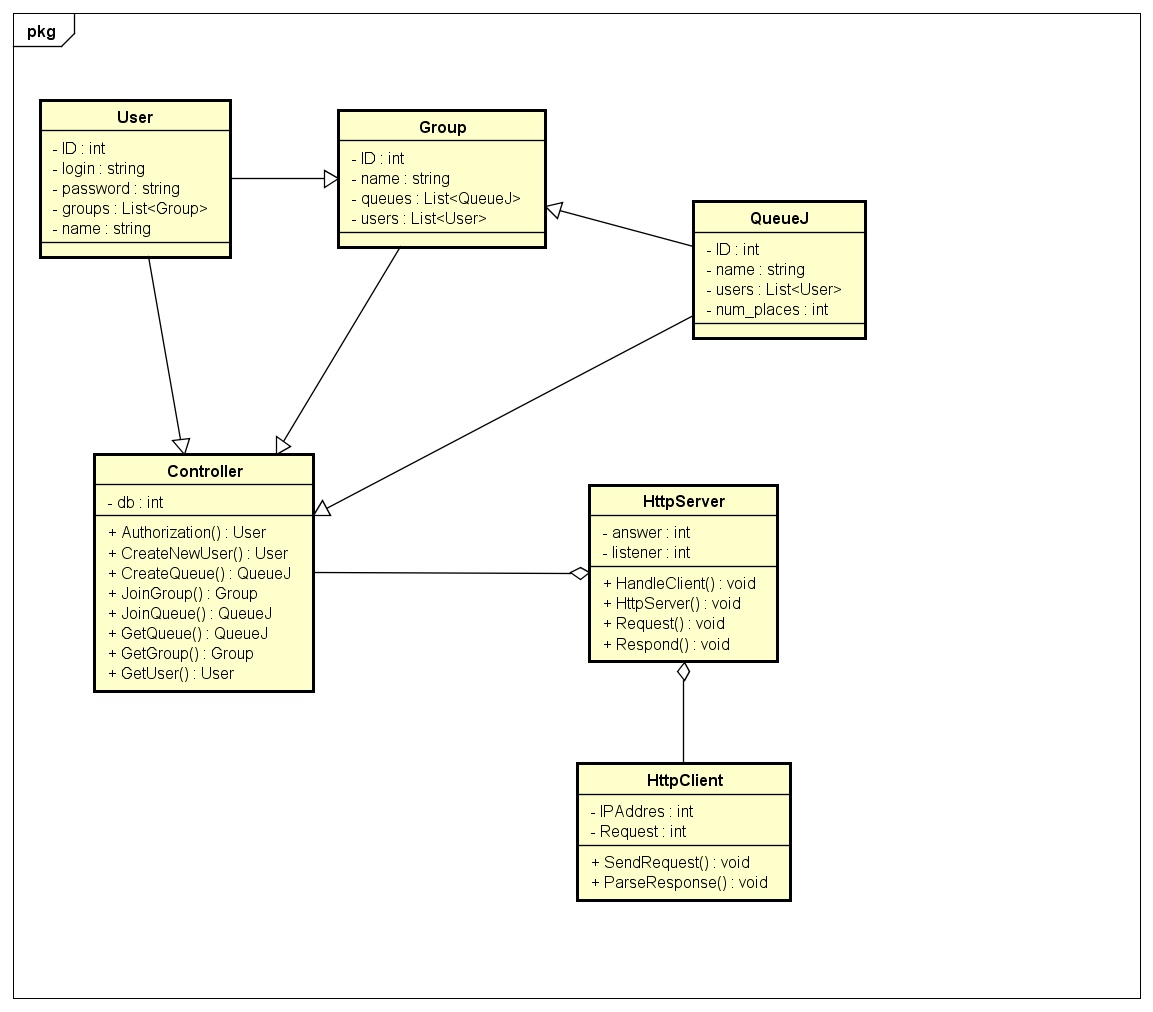 pkg
User
- ID : int
- login : string
- password : string
- groups : List<Group>
- name : string
Group
- ID : int
- name : string
- queues : List<QueueJ>
- users : List<User>
QueueJ
- ID : int
- name : string
- users : List<User>
- num_places : int
Controller
- db : int
+ Authorization() : User
+ CreateNewUser() : User
+ CreateQueue() : QueueJ
+ JoinGroup() : Group
+ JoinQueue() : QueueJ
+ GetQueue() : QueueJ
+ GetGroup() : Group
+ GetUser() : User
HttpServer
- answer : int
- listener : int
+ HandleClient() : void
+ HttpServer() : void
+ Request() : void
+ Respond() : void
HttpClient
- IPAddres : int
- Request : int
+ SendRequest() : void
+ ParseResponse() : void